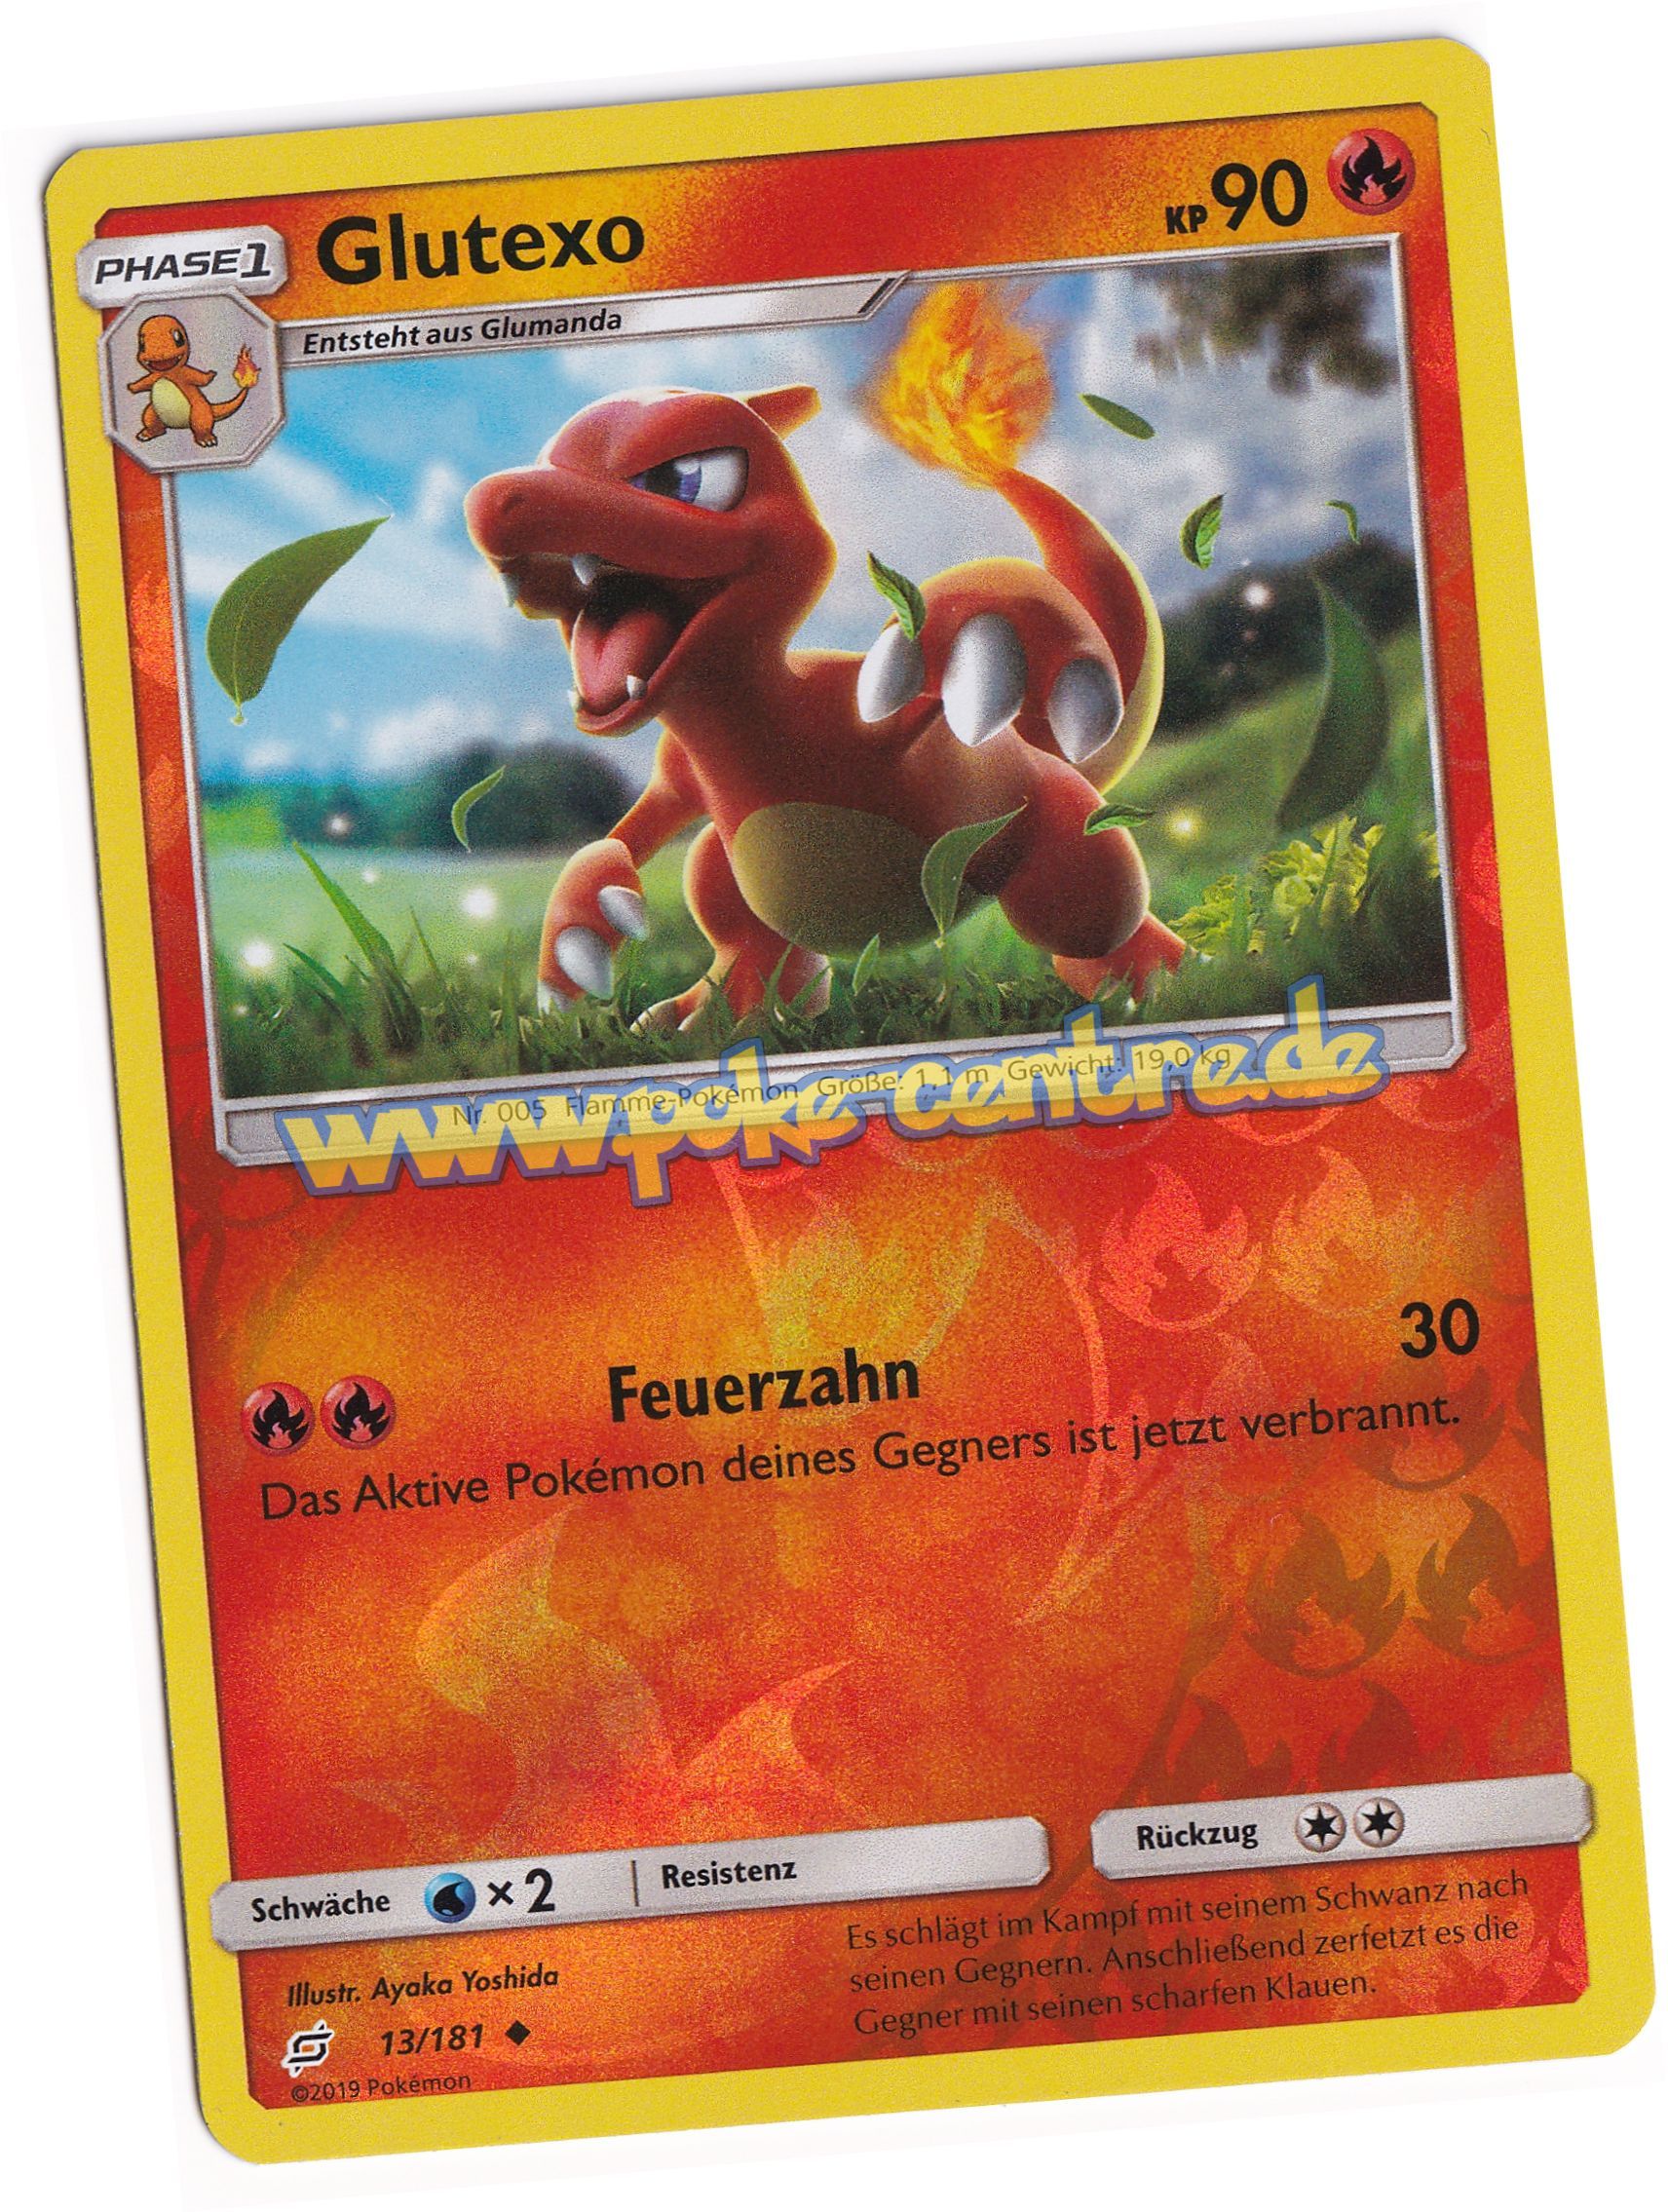 PHASE 1
Glutexo
KP 90
Entsteht aus Glumanda
Nr. 005 Flamme-Pokémon Größe: 1,1 m Gewicht: 19,0 kg
www.poke-centre.de
Feuerzahn
30
Das Aktive Pokémon deines Gegners ist jetzt verbrannt.
Schwäche × 2
Resistenz
Rückzug
Es schlägt im Kampf mit seinem Schwanz nach
seinen Gegnern. Anschließend zerfetzt es die
Gegner mit seinen scharfen Klauen.
Illustr. Ayaka Yoshida
13/181
©2019 Pokémon